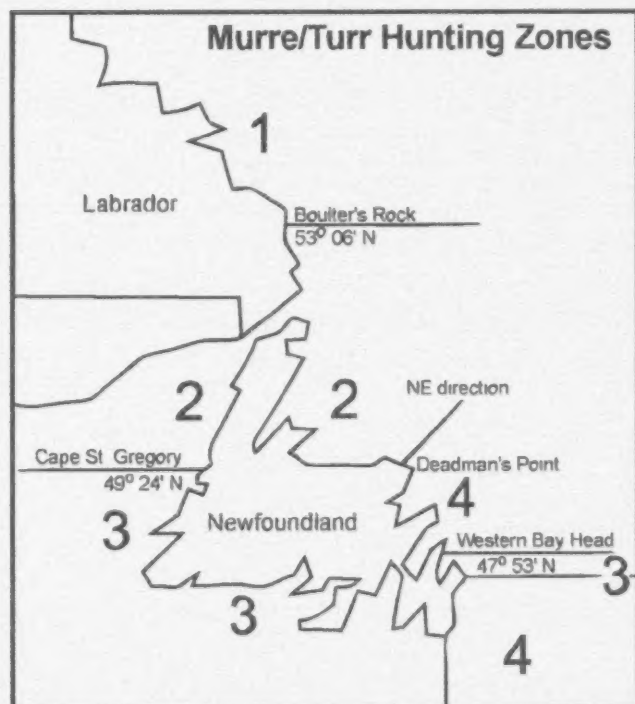 Murre/Turr Hunting Zones
1
Labrador
Boulter's Rock
53° 06' N
2
2
NE direction
Cape St Gregory
49° 24' N
Deadman's Point
4
3
Newfoundland
Western Bay Head
47° 53' N
3
3
4